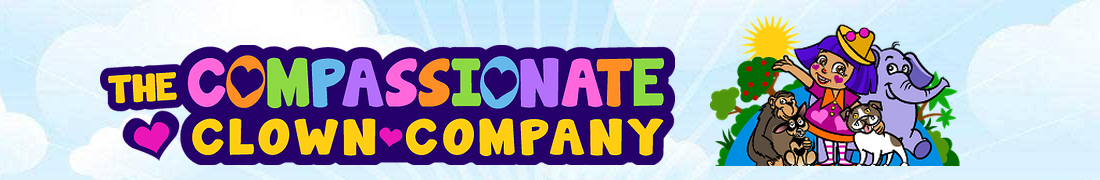 THE COMPASSIONATE
CLOWN COMPANY